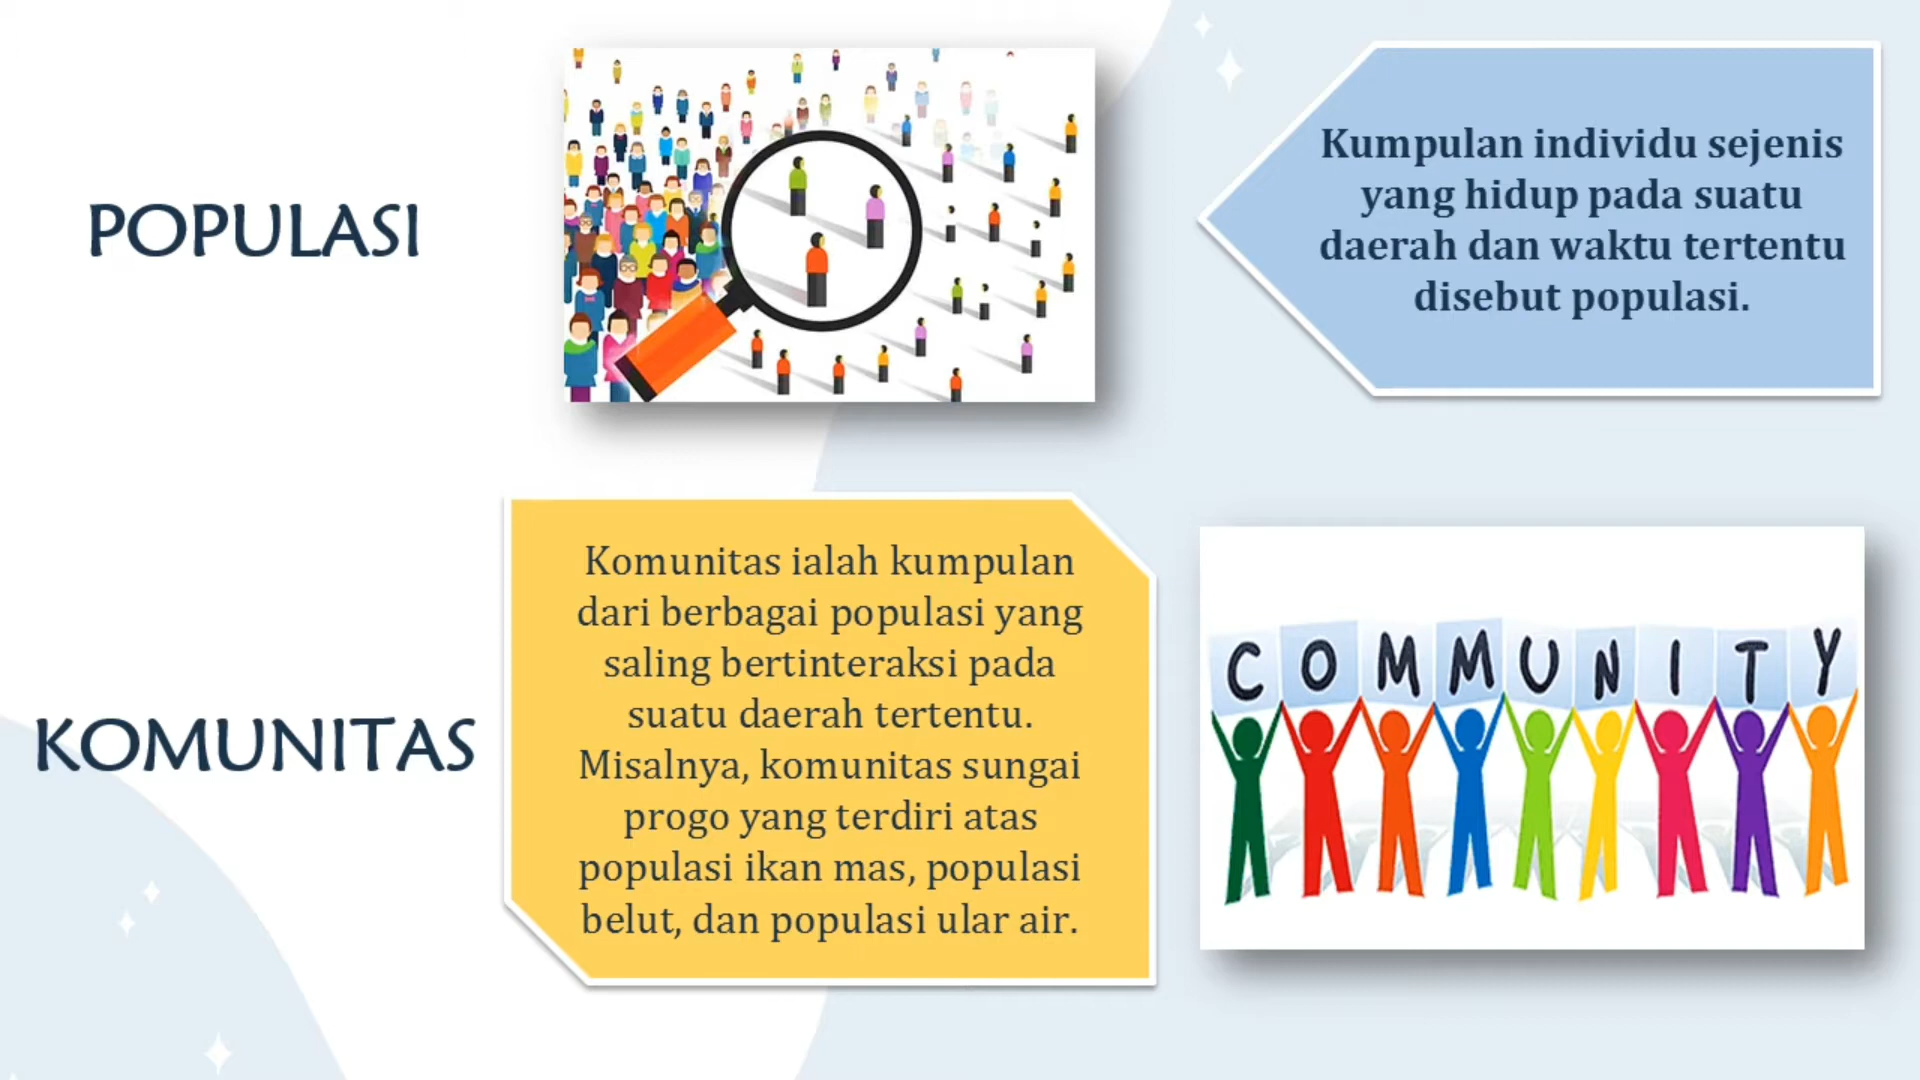 POPULASI
Kumpulan individu sejenis
yang hidup pada suatu
daerah dan waktu tertentu
disebut populasi.
KOMUNITAS
Komunitas ialah kumpulan
dari berbagai populasi yang
saling bertinteraksi pada
suatu daerah tertentu.
Misalnya, komunitas sungai
progo yang terdiri atas
populasi ikan mas, populasi
belut, dan populasi ular air.
COMMUNITY